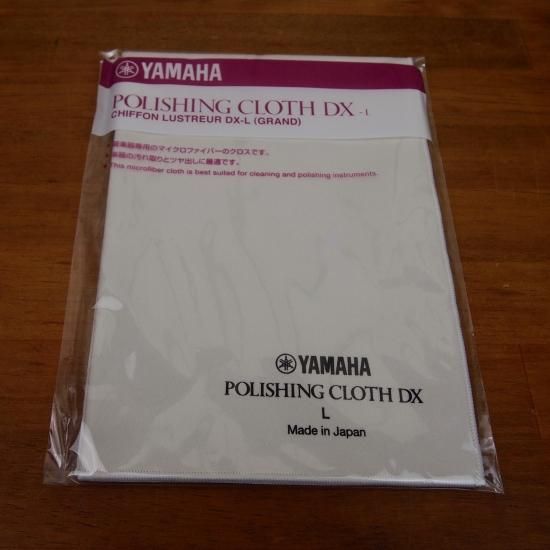 YAMAHA
POLISHING CLOTH DX - L
CHIFFON LUSTREUR DX-L (GRAND)
管楽器専用のマイクロファイバーのクロスです。
楽器の汚れ取りとツヤ出しに最適です。
• This microfiber cloth is best suited for cleaning and polishing instruments.
YAMAHA
POLISHING CLOTH DX
L
Made in Japan